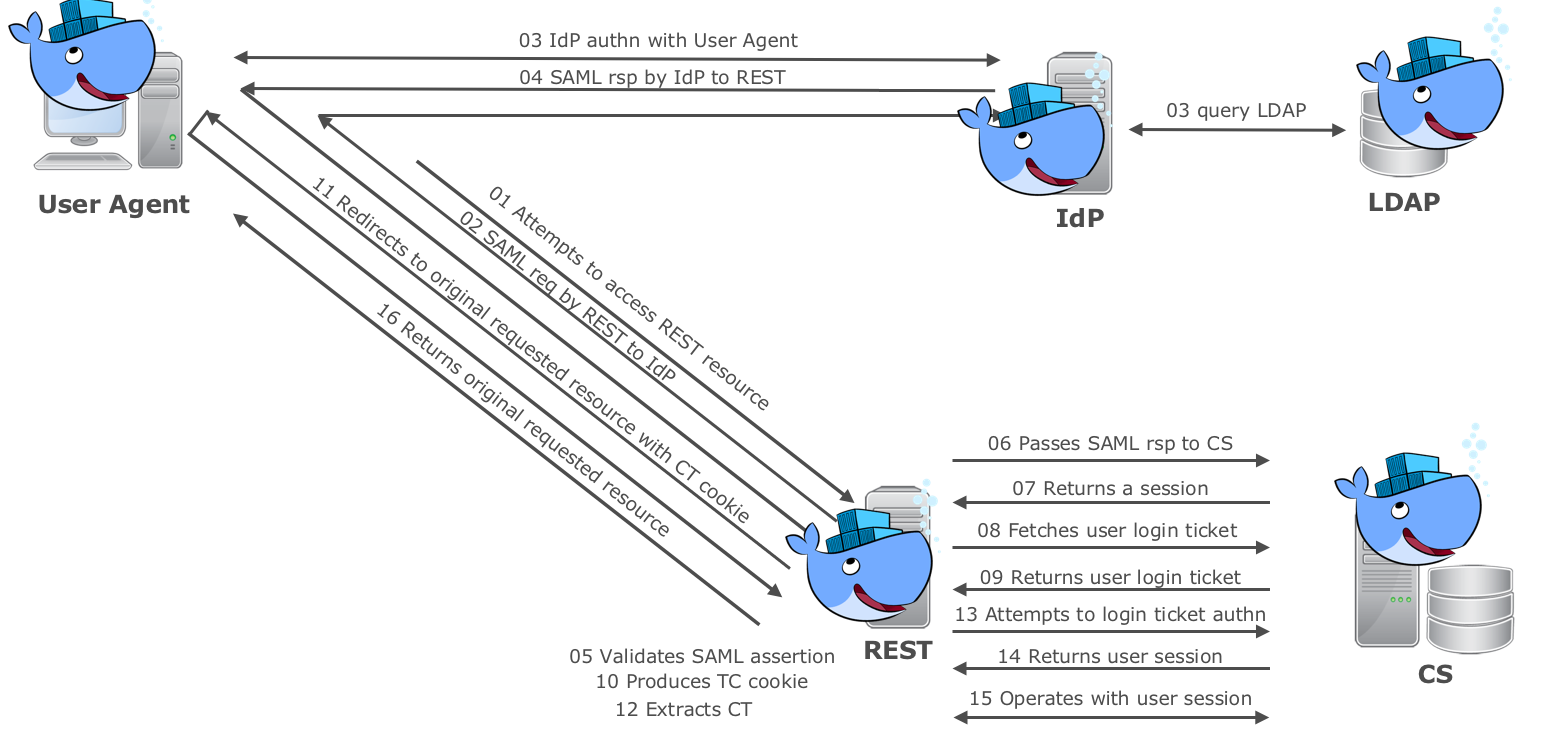 03 IdP authn with User Agent
04 SAML rsp by IdP to REST
03 query LDAP
User Agent
IdP
LDAP
01 Attempts to access REST resource
02 SAML req by REST to IdP
11 Redirects to original requested resource with CT cookie
16 Returns original requested resource
06 Passes SAML rsp to CS
07 Returns a session
08 Fetches user login ticket
09 Returns user login ticket
13 Attempts to login ticket authn
14 Returns user session
15 Operates with user session
REST
CS
05 Validates SAML assertion
10 Produces TC cookie
12 Extracts CT